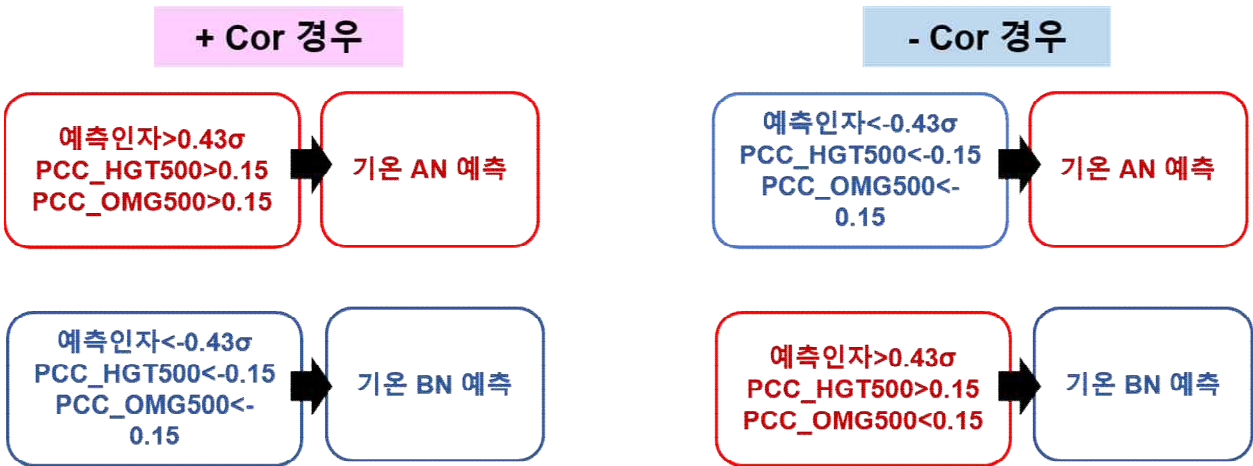 + Cor 경우
예측인자>0.43σ
PCC_HGT500>0.15
PCC_OMG500>0.15
기온 AN 예측
예측인자<-0.43σ
PCC_HGT500<-0.15
PCC_OMG500<-
0.15
기온 BN 예측
- Cor 경우
예측인자<-0.43σ
PCC_HGT500<-0.15
PCC_OMG500<-
0.15
기온 AN 예측
예측인자>0.43σ
PCC_HGT500>0.15
PCC_OMG500<0.15
기온 BN 예측